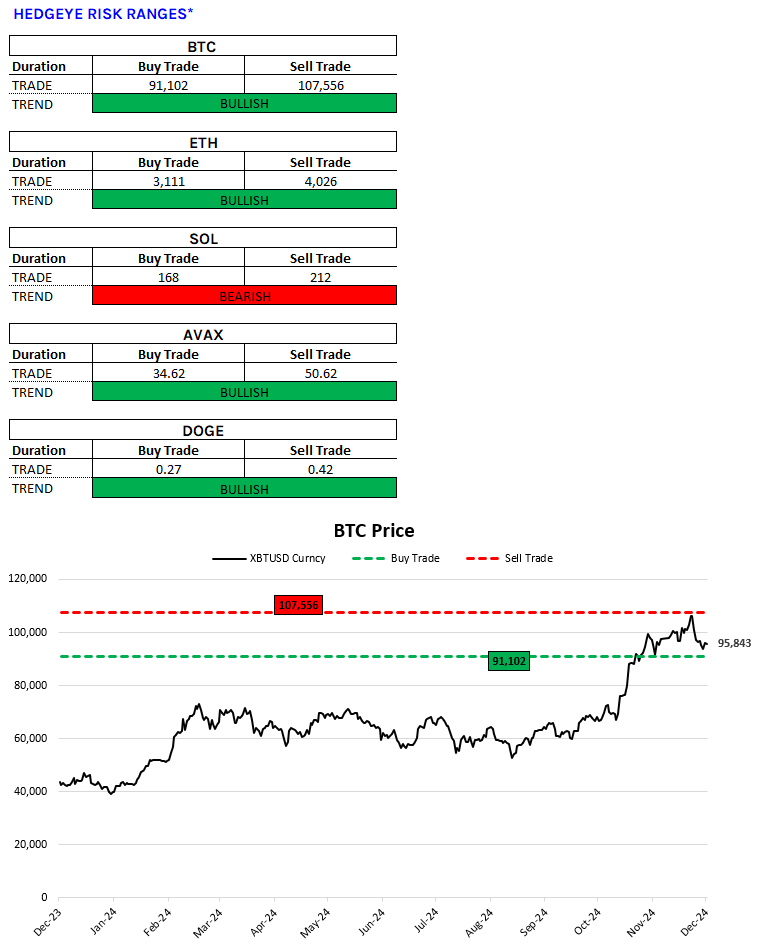 HEDGEYE RISK RANGES*
BTC
Duration Buy Trade Sell Trade
TRADE 91,102 107,556
TREND BULLISH
ETH
Duration Buy Trade Sell Trade
TRADE 3,111 4,026
TREND BULLISH
SOL
Duration Buy Trade Sell Trade
TRADE 168 212
TREND BEARISH
AVAX
Duration Buy Trade Sell Trade
TRADE 34.62 50.62
TREND BULLISH
DOGE
Duration Buy Trade Sell Trade
TRADE 0.27 0.42
TREND BULLISH
BTC Price
XBTUSD Curncy Buy Trade Sell Trade
120,000
107,556
100,000
95,843
91,102
80,000
60,000
40,000
20,000
0
Dec-23 Jan-24 Feb-24 Mar-24 Apr-24 May-24 Jun-24 Jul-24 Aug-24 Sep-24 Oct-24 Nov-24 Dec-24